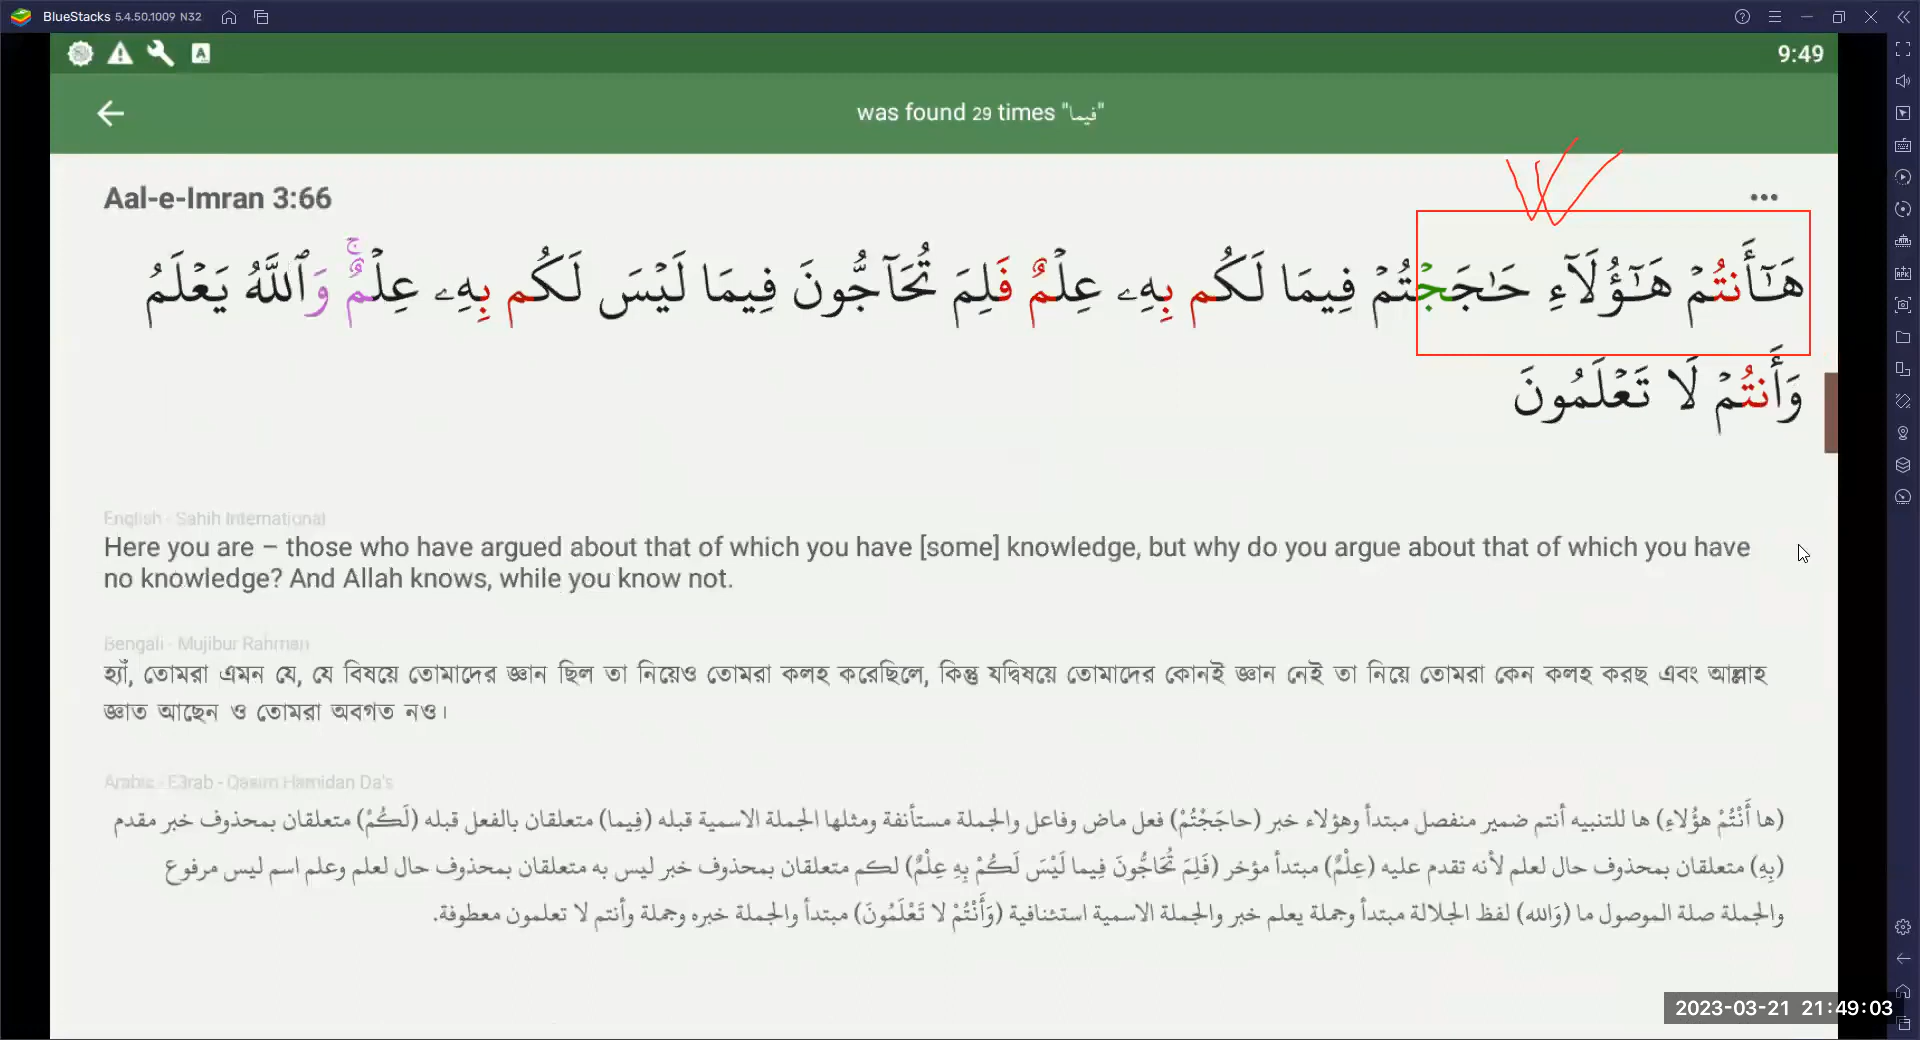 BlueStacks 5.4.50.1009 N32
9:49
was found 29 times "فيما"
Aal-e-Imran 3:66
هَـٰٓأَنتُمْ هَـٰٓؤُلَآءِ حَـٰجَجْتُمْ فِيمَا لَكُم بِهِۦ عِلْمٌ فَلِمَ تُحَآجُّونَ فِيمَا لَيْسَ لَكُم بِهِۦ عِلْمٌ ۚ وَٱللَّهُ يَعْلَمُ
وَأَنتُمْ لَا تَعْلَمُونَ
English - Sahih International
Here you are – those who have argued about that of which you have [some] knowledge, but why do you argue about that of which you have
no knowledge? And Allah knows, while you know not.
Bengali - Mujibur Rahman
হ্যাঁ, তোমরা এমন যে, যে বিষয়ে তোমাদের জ্ঞান ছিল তা নিয়েও তোমরা কলহ করেছিলে, কিন্তু যদ্বিষয়ে তোমাদের কোনই জ্ঞান নেই তা নিয়ে তোমরা কেন কলহ করছ এবং আল্লাহ
জ্ঞাত আছেন ও তোমরা অবগত নও।
Arabic - E3rab - Qasim Hamidan Da's
(ها أَنْتُمْ هؤُلاءِ) ها للتنبيه أنتم ضمير منفصل مبتدأ وهؤلاء خبر (حاجَجْتُمْ) فعل ماض وفاعل والجملة مستأنفة ومثلها الجملة الاسمية قبله (فِيما) متعلقان بالفعل قبله (لَكُمْ) متعلقان بمحذوف خبر مقدم
(بِهِ) متعلقان بمحذوف حال لعلم لأنه تقدم عليه (عِلْمٌ) مبتدأ مؤخر (فَلِمَ تُحَاجُّونَ فِيما لَيْسَ لَكُمْ بِهِ عِلْمٌ) لكم متعلقان بمحذوف خبر ليس به متعلقان بمحذوف حال لعلم وعلم اسم ليس مرفوع
والجملة صلة الموصول ما (وَالله) لفظ الجلالة مبتدأ وجملة يعلم خبر والجملة الاسمية استئنافية (وَأَنْتُمْ لا تَعْلَمُونَ) مبتدأ والجملة خبره وجملة وأنتم لا تعلمون معطوفة.
2023-03-21 21:49:03